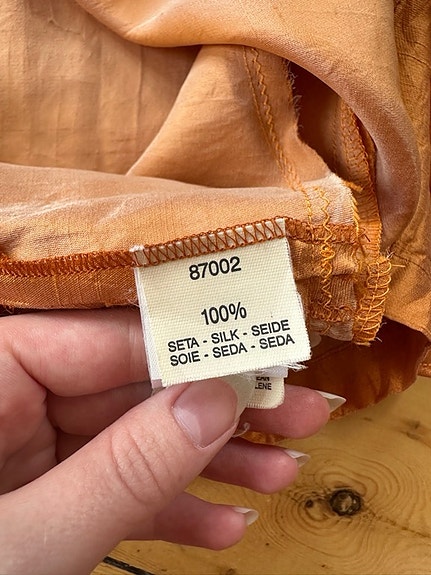 87002
100%
SETA - SILK - SEIDE
SOIE - SEDA - SEDA